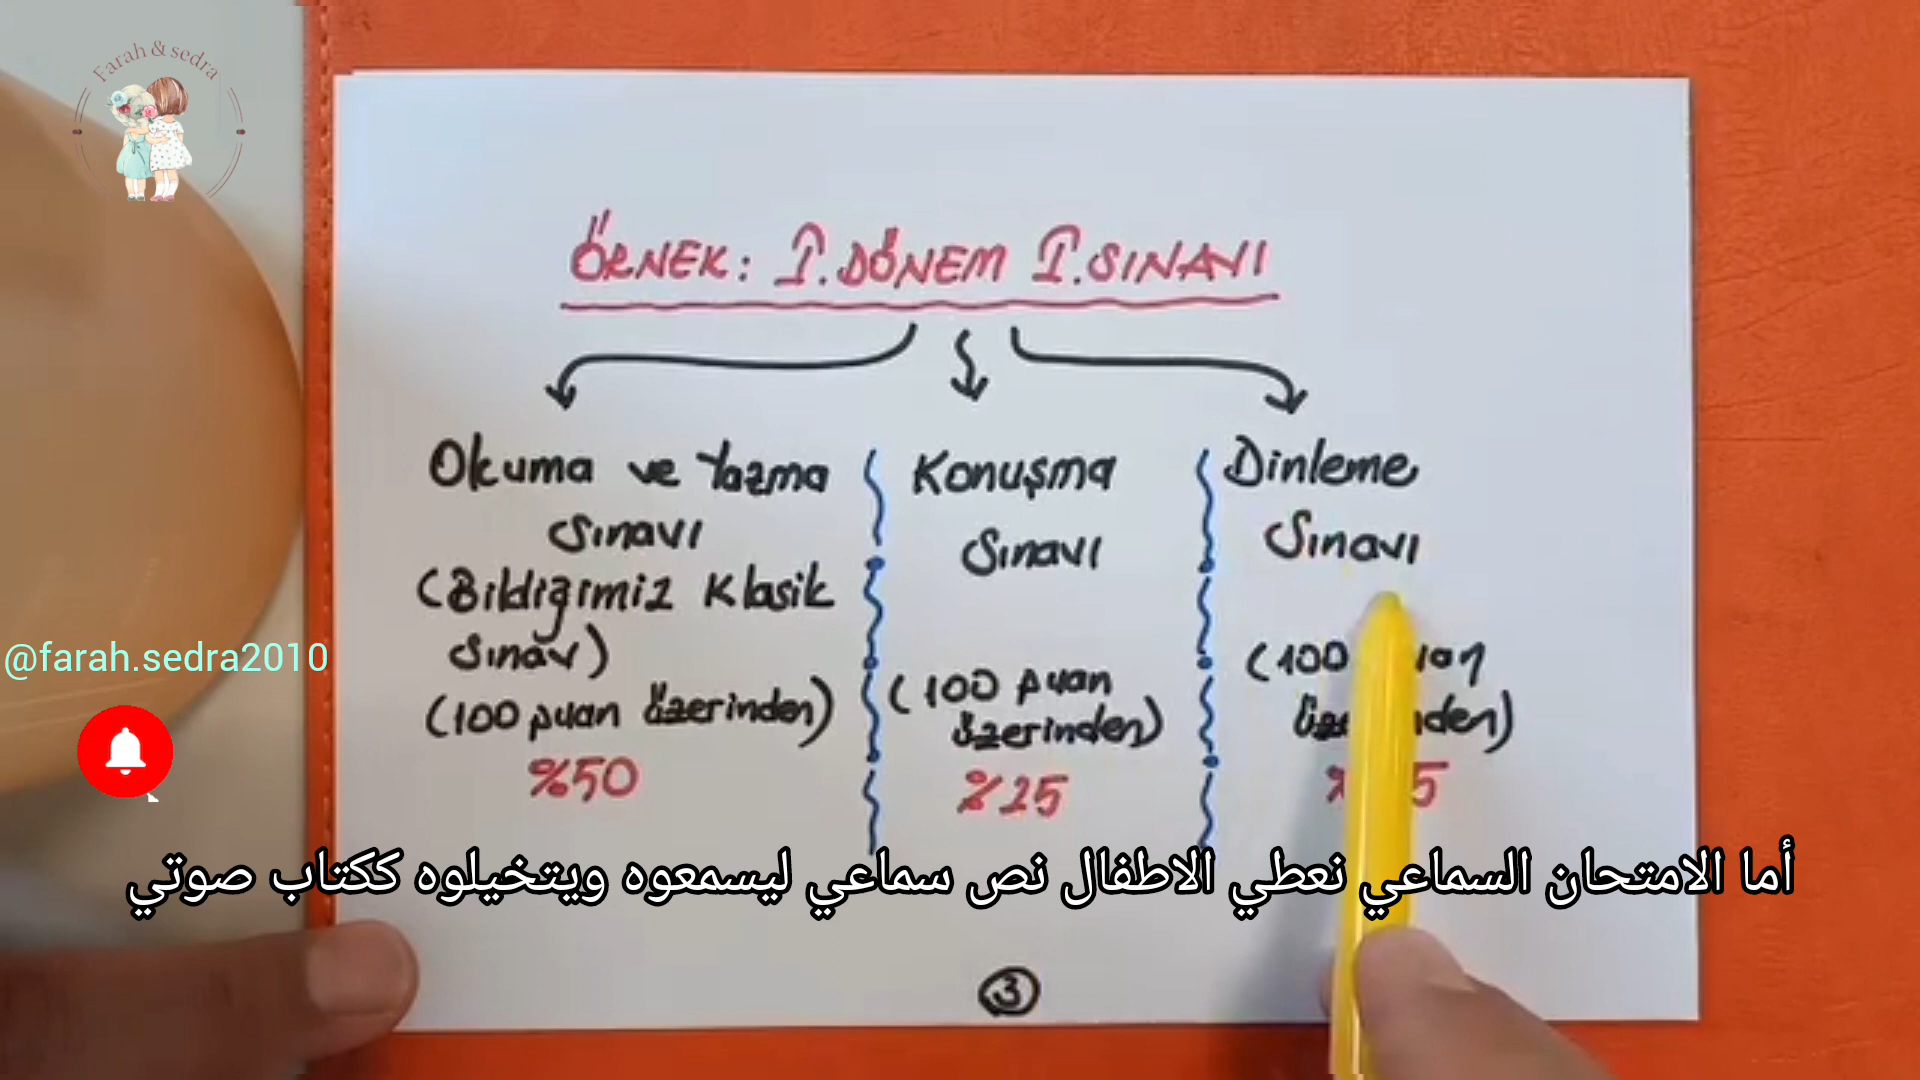 Farah & sedra
ÖRNEK: I.DÖNEM I.SINAVI
Okuma ve Yazma
Sınavı
(Bildiğimiz Klasik
Sınav)
(100 puan üzerinden)
%50
Konuşma
Sınavı
(100 puan
üzerinden)
%25
Dinleme
Sınavı
(100
@farah.sedra2010
أما الامتحان السماعي نعطي الاطفال نص سماعي ليسمعوه ويتخيلوه ككتاب صوتي
3